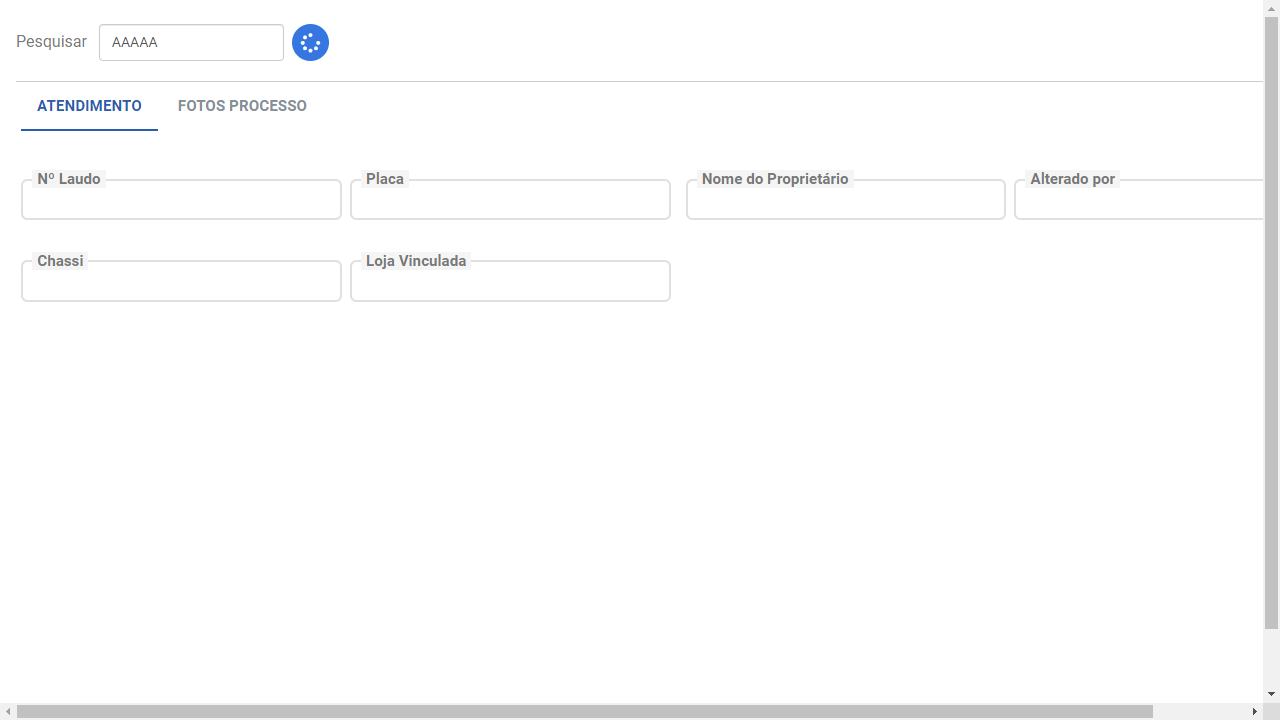 Pesquisar AAAAA
ATENDIMENTO FOTOS PROCESSO
Nº Laudo Placa Nome do Proprietário Alterado por
Chassi Loja Vinculada